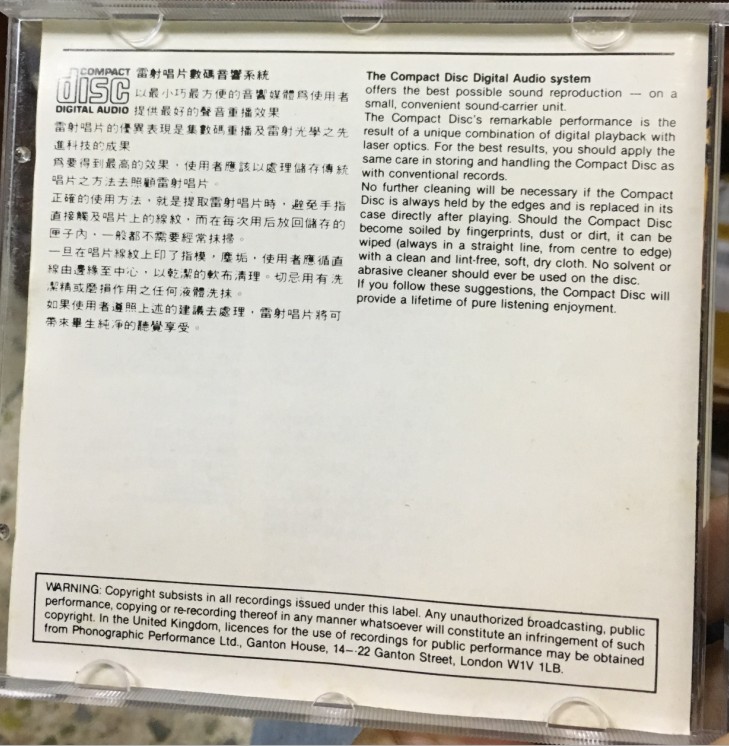 COMPACT
disc
DIGITAL AUDIO
雷射唱片數碼音響系統
以最小巧最方便的音響媒體為使用者
提供最好的聲音重播效果
雷射唱片的優異表現是集數碼重播及雷射光學之先
進科技的成果
為要得到最高的效果，使用者應該以處理儲存傳統
唱片之方法去照顧雷射唱片。
正確的使用方法，就是提取雷射唱片時，避免手指
直接觸及唱片上的線紋，而在每次用后放回儲存的
匣子內，一般都不需要經常抹掃。
一旦在唱片線紋上印了指模，塵垢，使用者應循直
線由邊緣至中心，以乾潔的軟布清理。切忌用有洗
潔精或磨損作用之任何液體洗抹。
如果使用者遵照上述的建議去處理，雷射唱片將可
帶來畢生純凈的聽覺享受。
The Compact Disc Digital Audio system
offers the best possible sound reproduction — on a
small, convenient sound-carrier unit.
The Compact Disc's remarkable performance is the
result of a unique combination of digital playback with
laser optics. For the best results, you should apply the
same care in storing and handling the Compact Disc as
with conventional records.
No further cleaning will be necessary if the Compact
Disc is always held by the edges and is replaced in its
case directly after playing. Should the Compact Disc
become soiled by fingerprints, dust or dirt, it can be
wiped (always in a straight line, from centre to edge)
with a clean and lint-free, soft, dry cloth. No solvent or
abrasive cleaner should ever be used on the disc.
If you follow these suggestions, the Compact Disc will
provide a lifetime of pure listening enjoyment.
WARNING: Copyright subsists in all recordings issued under this label. Any unauthorized broadcasting, public
performance, copying or re-recording thereof in any manner whatsoever will constitute an infringement of such
copyright. In the United Kingdom, licences for the use of recordings for public performance may be obtained
from Phonographic Performance Ltd., Ganton House, 14—22 Ganton Street, London W1V 1LB.